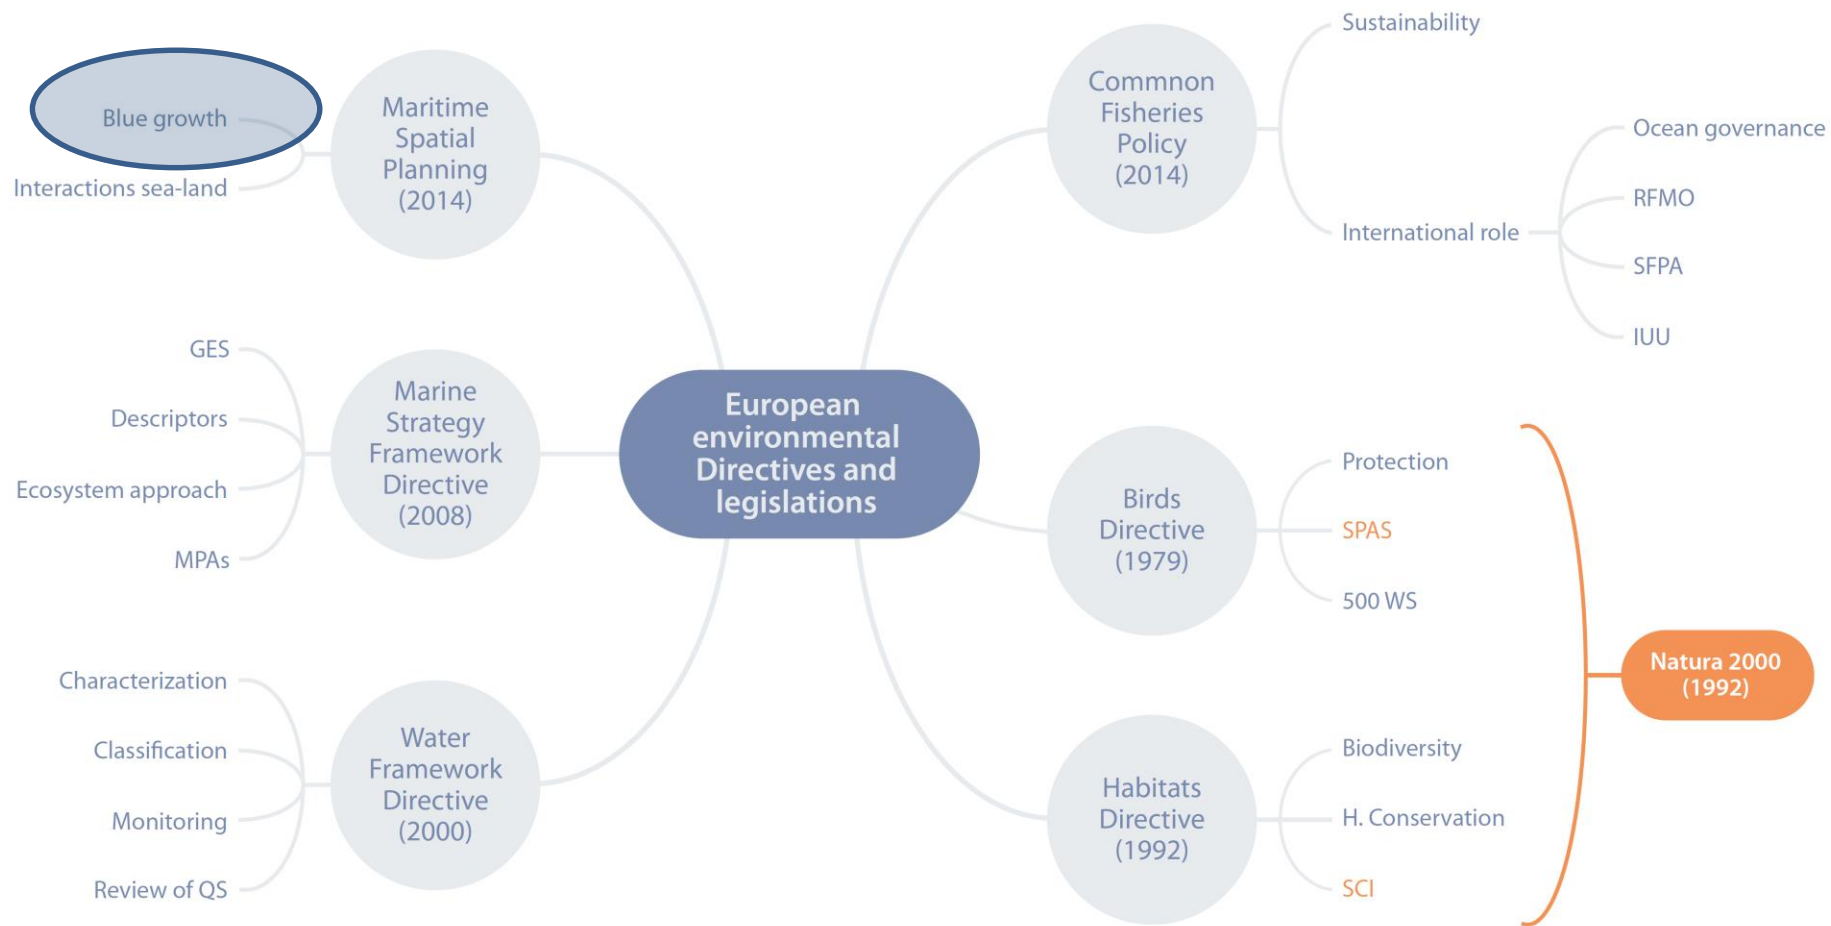 Blue growth
Interactions sea-land
Maritime
Spatial
Planning
(2014)
GES
Descriptors
Ecosystem approach
MPAs
Marine
Strategy
Framework
Directive
(2008)
Characterization
Classification
Monitoring
Review of QS
Water
Framework
Directive
(2000)
European
environmental
Directives and
legislations
Commnon
Fisheries
Policy
(2014)
Sustainability
International role
Ocean governance
RFMO
SFPA
IUU
Birds
Directive
(1979)
Protection
SPAS
500 WS
Habitats
Directive
(1992)
Biodiversity
H. Conservation
SCI
Natura 2000
(1992)